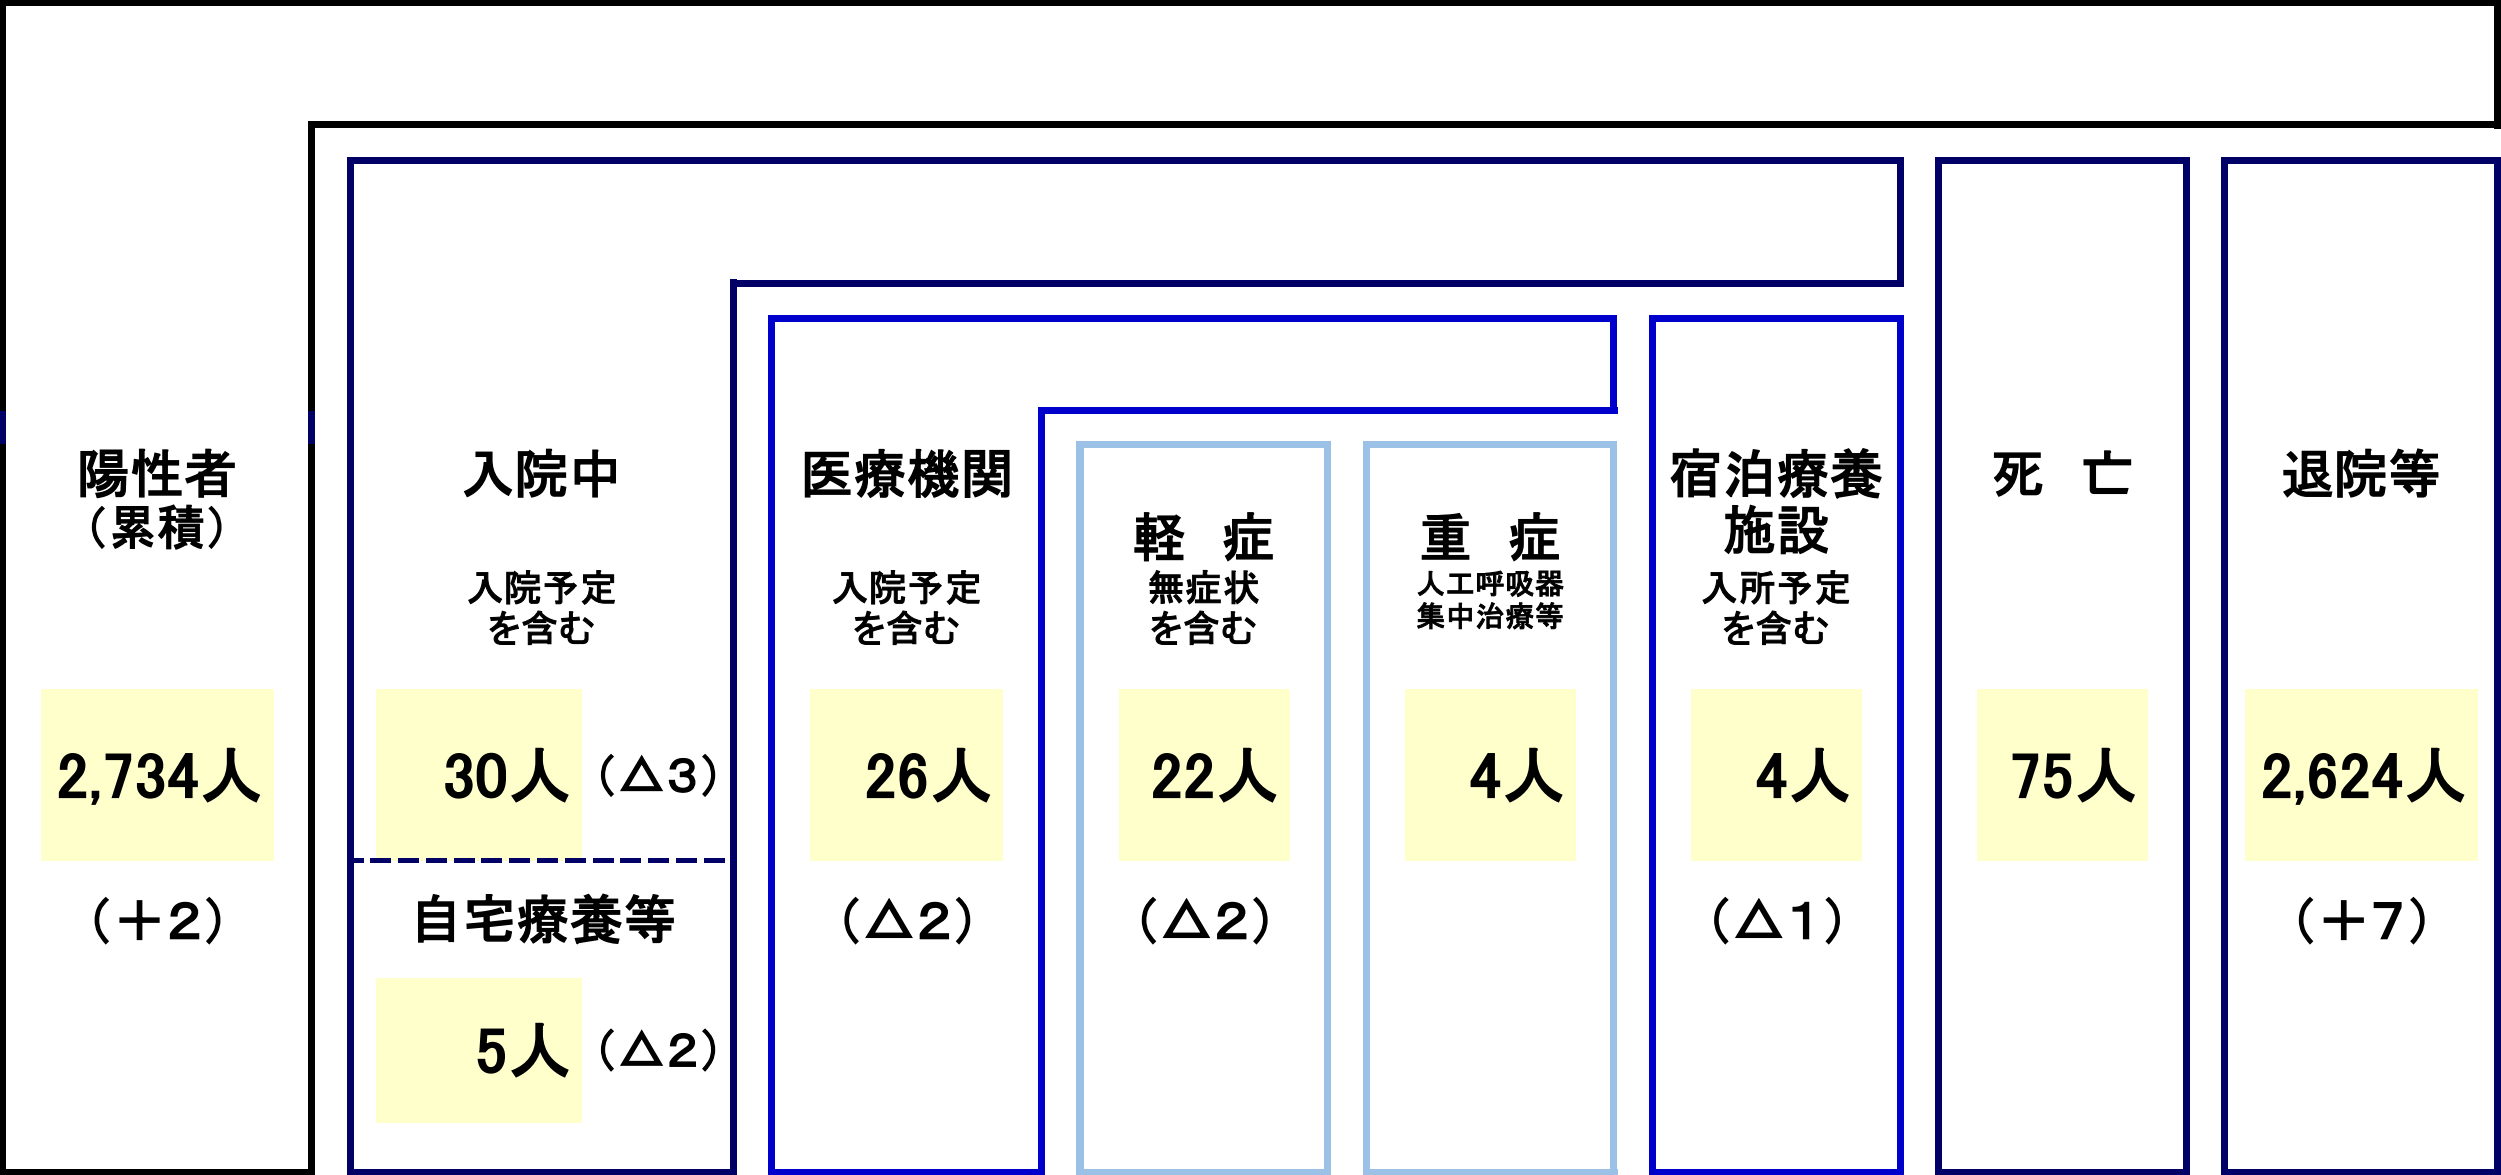 陽性者
(累積)
2,734人
(＋2)
入院中
入院予定
を含む
30人
(△3)
自宅療養等
5人
(△2)
医療機関
入院予定
を含む
26人
(△2)
軽 症
無症状
を含む
22人
(△2)
重 症
人工呼吸器
集中治療等
4人
宿泊療養
施設
入所予定
を含む
4人
(△1)
死 亡
75人
退院等
2,624人
(＋7)